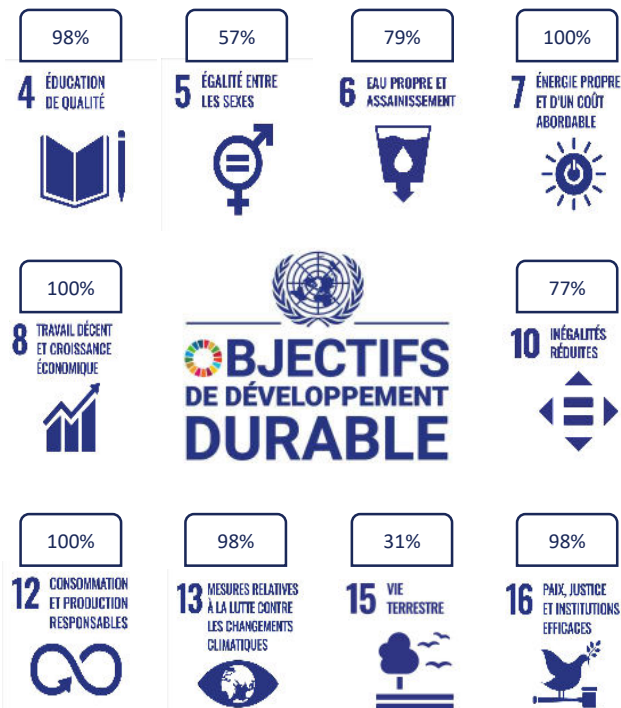 98%
4 ÉDUCATION
DE QUALITÉ
57%
5 ÉGALITÉ ENTRE
LES SEXES
79%
6 EAU PROPRE ET
ASSAINISSEMENT
100%
7 ÉNERGIE PROPRE
ET D'UN COÛT
ABORDABLE
100%
8 TRAVAIL DÉCENT
ET CROISSANCE
ÉCONOMIQUE
OBJECTIFS
DE DÉVELOPPEMENT
DURABLE
77%
10 INÉGALITÉS
RÉDUITES
100%
12 CONSOMMATION
ET PRODUCTION
RESPONSABLES
98%
13 MESURES RELATIVES
À LA LUTTE CONTRE
LES CHANGEMENTS
CLIMATIQUES
31%
15 VIE
TERRESTRE
98%
16 PAIX, JUSTICE
ET INSTITUTIONS
EFFICACES